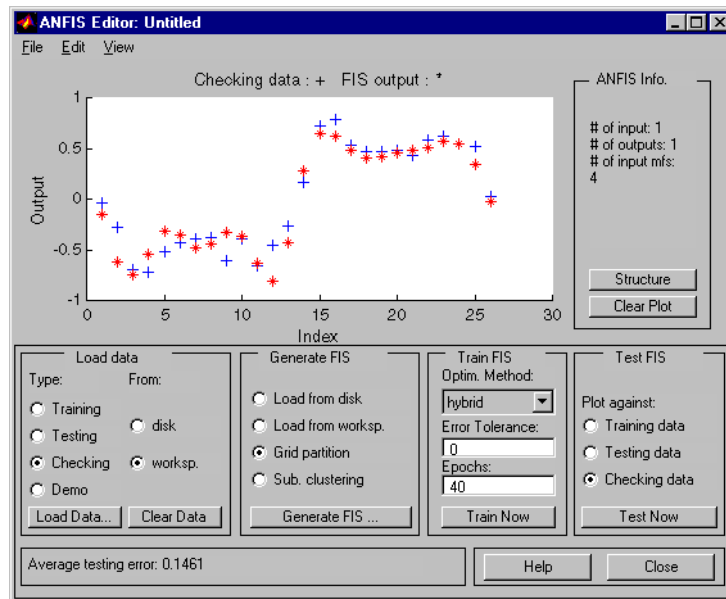 ANFIS Editor: Untitled
File Edit View
Checking data : + FIS output : *
1
0.5
0
-0.5
-1
Output
0 5 10 15 20 25 30
Index
ANFIS Info.
# of input: 1
# of outputs: 1
# of input mfs:
4
Structure
Clear Plot
Load data
Type: From:
Training
disk
Testing
Checking
worksp.
Demo
Load Data... Clear Data
Generate FIS
Load from disk
Load from worksp.
Grid partition
Sub. clustering
Generate FIS ...
Train FIS
Optim. Method:
hybrid
Error Tolerance:
0
Epochs:
40
Train Now
Test FIS
Plot against:
Training data
Testing data
Checking data
Test Now
Average testing error: 0.1461
Help Close